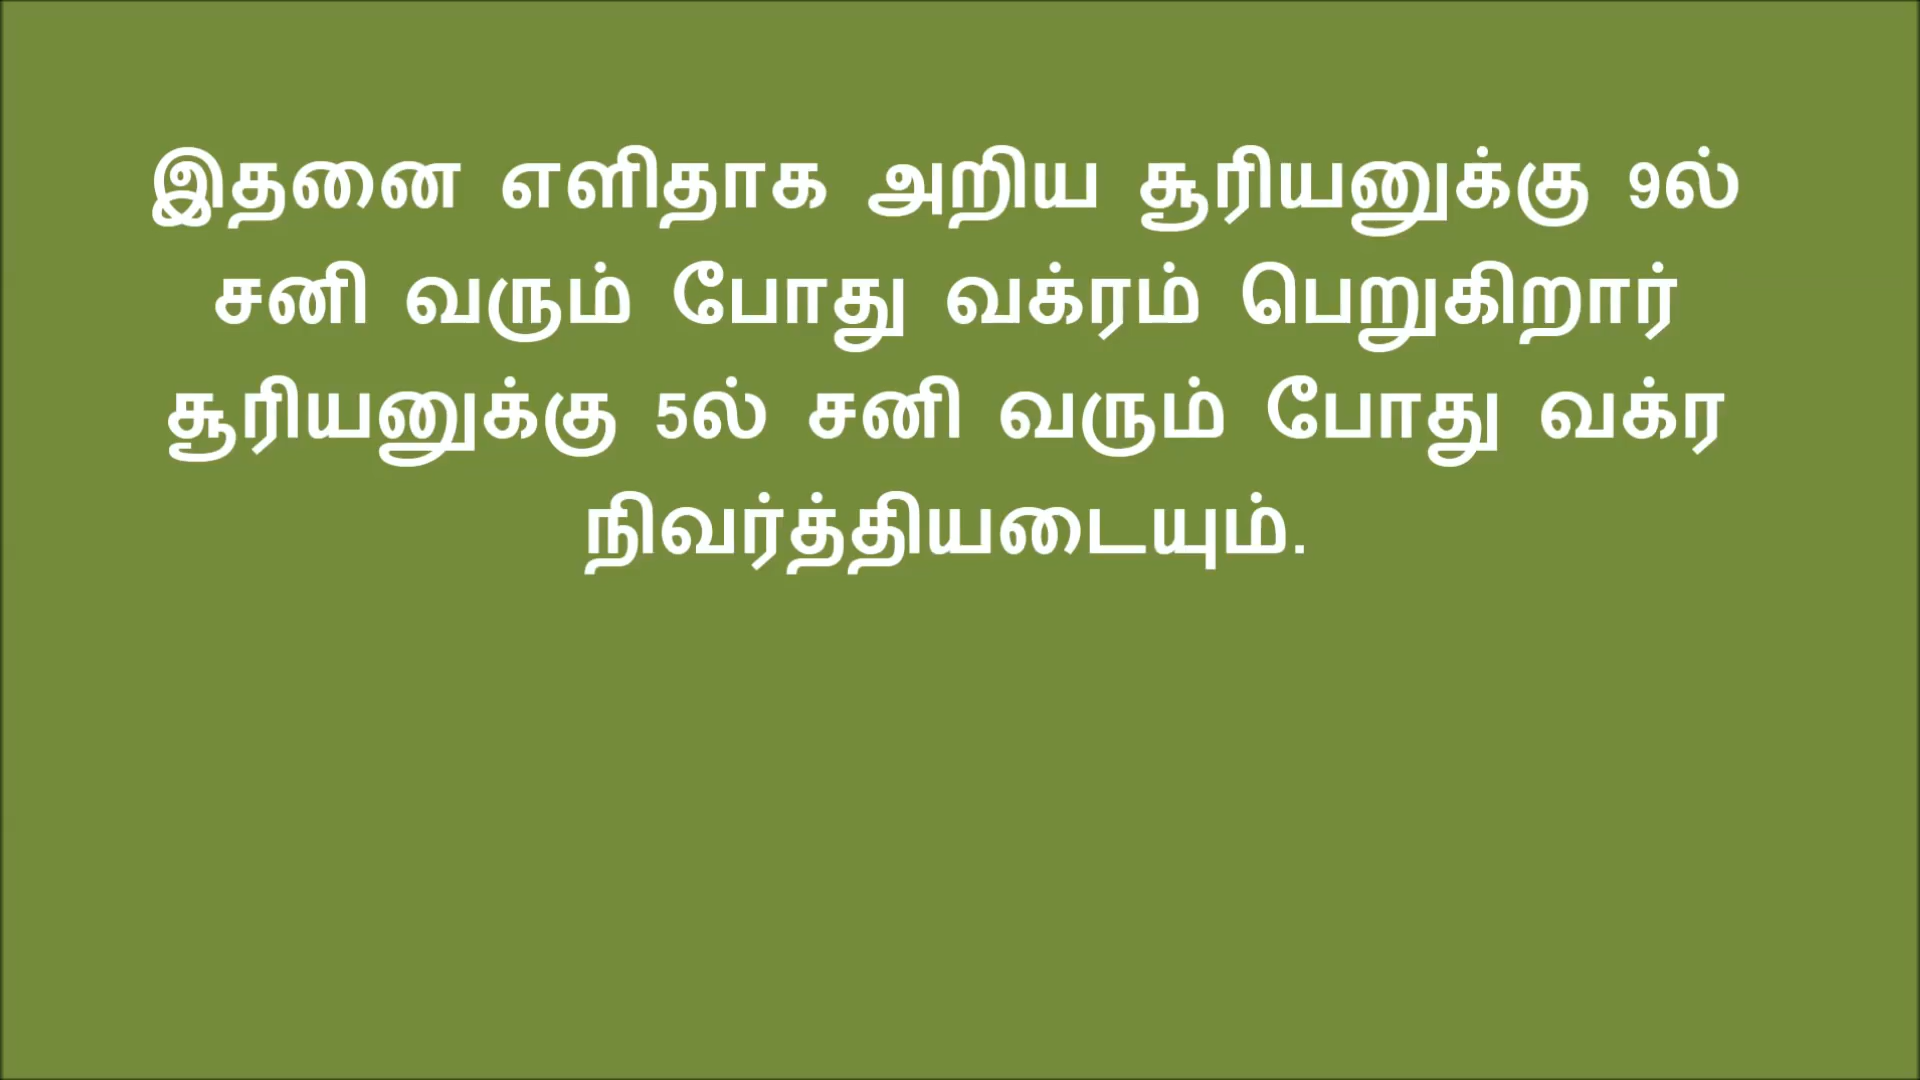 இதனை எளிதாக அறிய சூரியனுக்கு 9ல்
சனி வரும் போது வக்ரம் பெறுகிறார்
சூரியனுக்கு 5ல் சனி வரும் போது வக்ர
நிவர்த்தியடையும்.